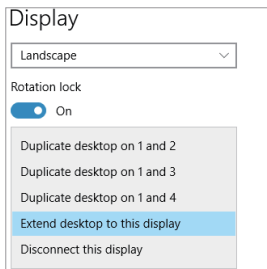 Display
Landscape
Rotation lock
On
Duplicate desktop on 1 and 2
Duplicate desktop on 1 and 3
Duplicate desktop on 1 and 4
Extend desktop to this display
Disconnect this display